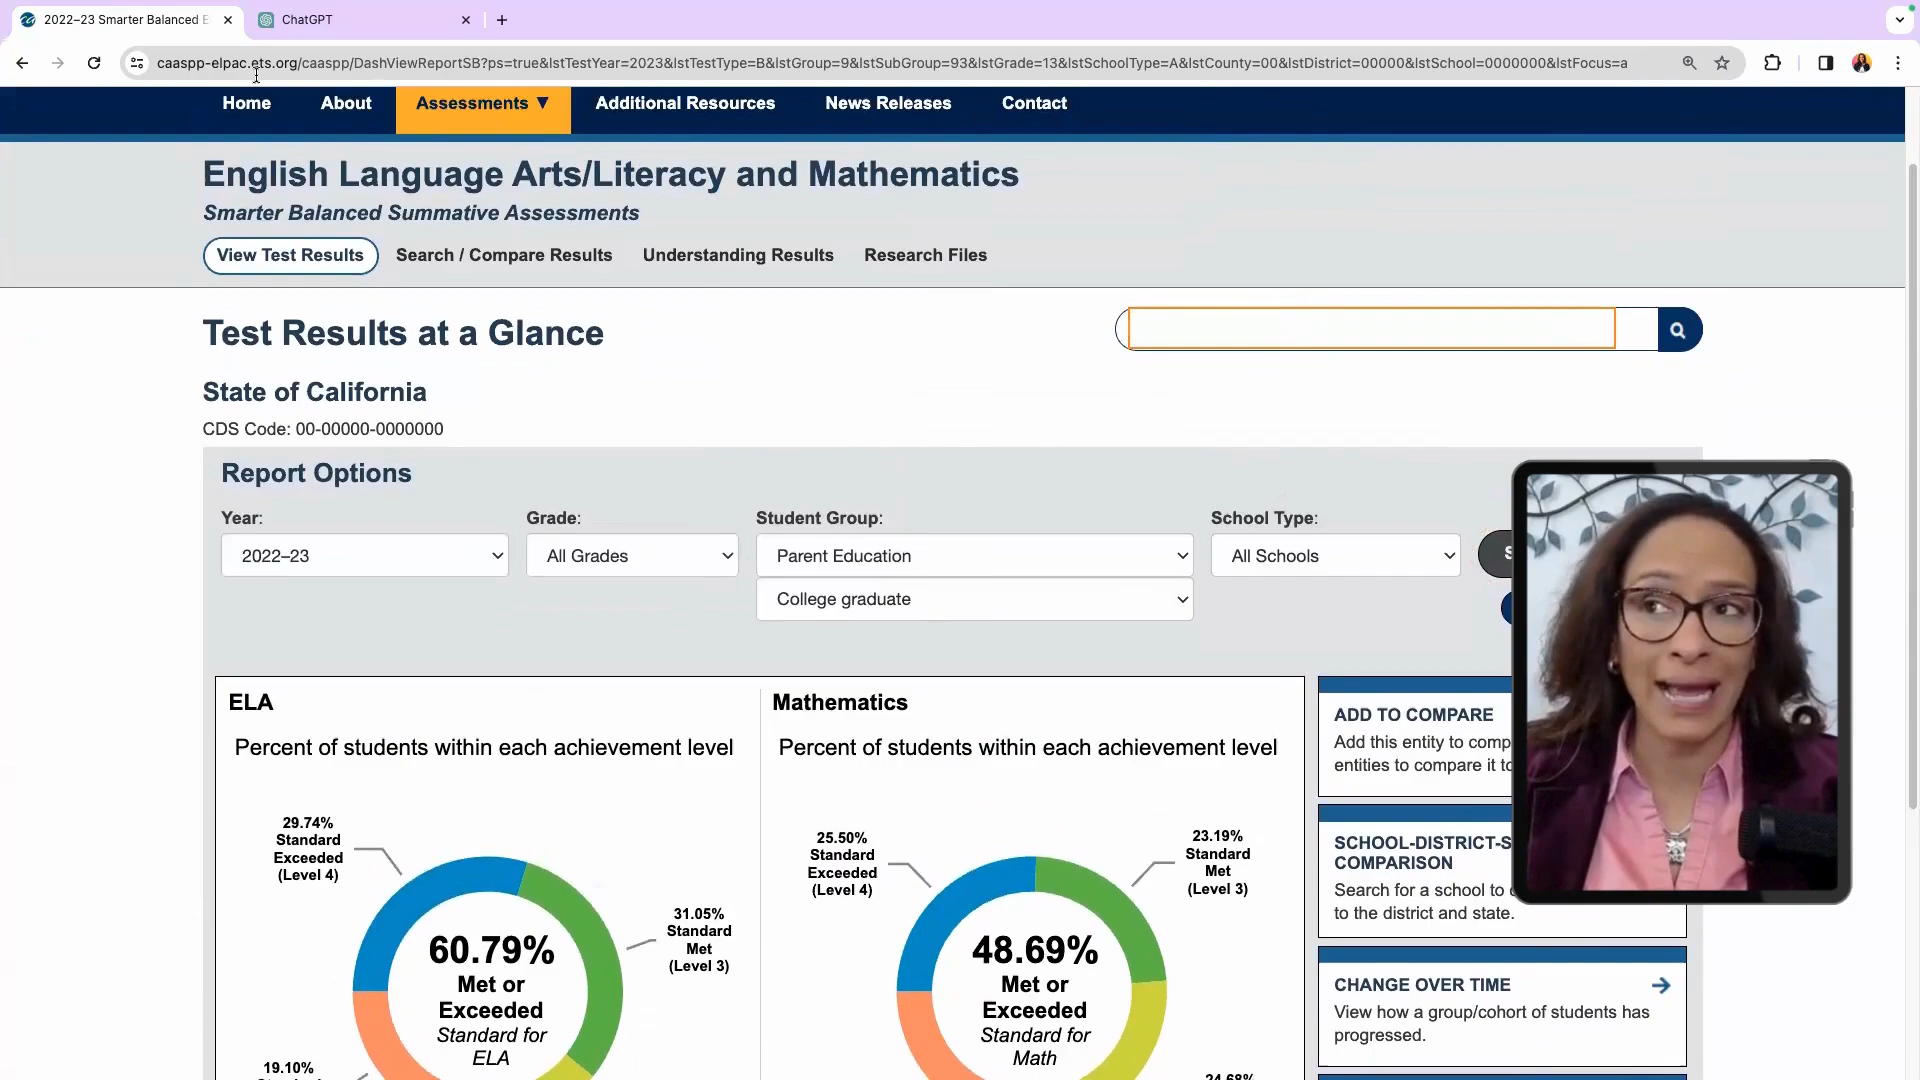 2022–23 Smarter Balanced E
ChatGPT
caaspp-elpac.ets.org/caaspp/DashViewReportSB?ps=true&lstTestYear=2023&lstTestType=B&lstGroup=9&lstSubGroup=93&lstGrade=13&lstSchoolType=A&lstCounty=00&lstDistrict=00000&lstSchool=0000000&lstFocus=a
Home About Assessments ▼ Additional Resources News Releases Contact
English Language Arts/Literacy and Mathematics
Smarter Balanced Summative Assessments
View Test Results Search / Compare Results Understanding Results Research Files
Test Results at a Glance
State of California
CDS Code: 00-00000-0000000
Report Options
Year: Grade: Student Group: School Type:
2022–23 All Grades Parent Education All Schools
College graduate
ELA
Percent of students within each achievement level
29.74%
Standard
Exceeded
(Level 4)
31.05%
Standard
Met
(Level 3)
60.79%
Met or
Exceeded
Standard for
ELA
19.10%
Mathematics
Percent of students within each achievement level
25.50%
Standard
Exceeded
(Level 4)
23.19%
Standard
Met
(Level 3)
48.69%
Met or
Exceeded
Standard for
Math
24.68%
ADD TO COMPARE
Add this entity to comp
entities to compare it to
SCHOOL-DISTRICT-S
COMPARISON
Search for a school to
to the district and state.
CHANGE OVER TIME
View how a group/cohort of students has
progressed.